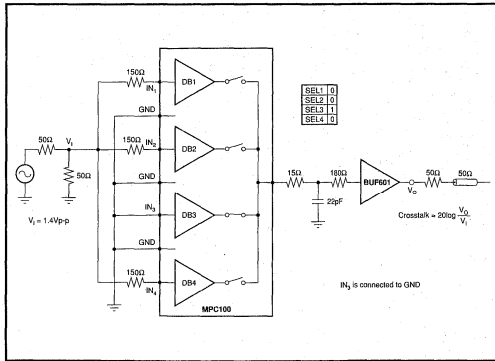 MPC100
150Ω
IN1
DB1
GND
50Ω
VI
50Ω
VI = 1.4Vp-p
150Ω
IN2
DB2
GND
IN3
DB3
GND
150Ω
IN4
DB4
SEL1 0
SEL2 0
SEL3 1
SEL4 0
15Ω
22pF
180Ω
BUF601
VO
50Ω
50Ω
Crosstalk = 20log VO/VI
IN3 is connected to GND